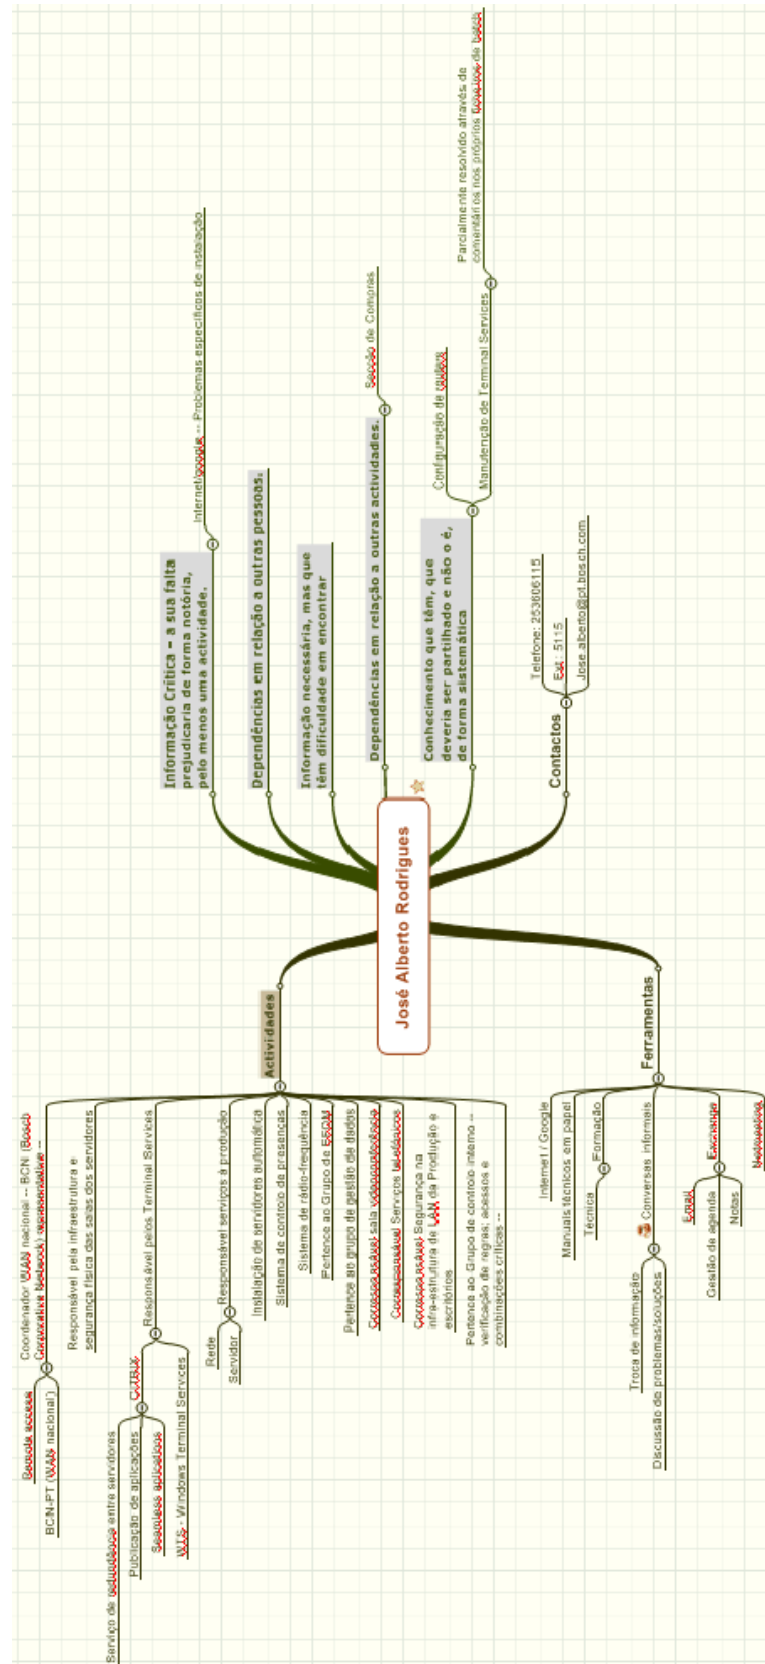 José Alberto Rodrigues
Actividades
Coordenador WAN nacional -- BCN (Bosch
Corporative Network) representative --
Remote access
BCN-PT (WAN nacional)
Responsável pela infraestrutura e
segurança física das salas dos servidores
Responsável pelos Terminal Services
Citrix
Serviço de redundância entre servidores
Publicação de aplicações
Seamless aplications
WTS - Windows Terminal Services
Responsável serviços à produção
Rede
Servidor
Instalação de servidores automática
Sistema de controlo de presenças
Sistema de rádio-frequência
Pertence ao Grupo de
Pertence ao grupo de gestão de dados
Corresponsável sala videoconferência
Corresponsável Serviços telefónicos
Corresponsável Segurança na
infra-estrutura de LAN da Produção e
escritórios
Pertence ao Grupo de controlo interno --
verificação de regras; acessos e
combinações críticas --
Informação Crítica – a sua falta
prejudicaria de forma notória,
pelo menos uma actividade.
Internet/google -- Problemas específicos de instalação
Dependências em relação a outras pessoas:
Informação necessária, mas que
têm dificuldade em encontrar
Dependências em relação a outras actividades.
Secção de Compras
Conhecimento que têm, que
deveria ser partilhado e não o é,
de forma sistemática
Configuração de routers
Manutenção de Terminal Services
Parcialmente resolvido através de
comentários nos próprios ficheiros de batch
Contactos
Telefone: 253606115
Ext.: 5115
Jose.alberto@pt.bosch.com
Ferramentas
Internet / Google
Manuais técnicos em papel
Formação
Técnica
Conversas informais
Troca de informação
Discussão de problemas/soluções
Exchange
Email
Gestão de agenda
Notas
Netmeeting